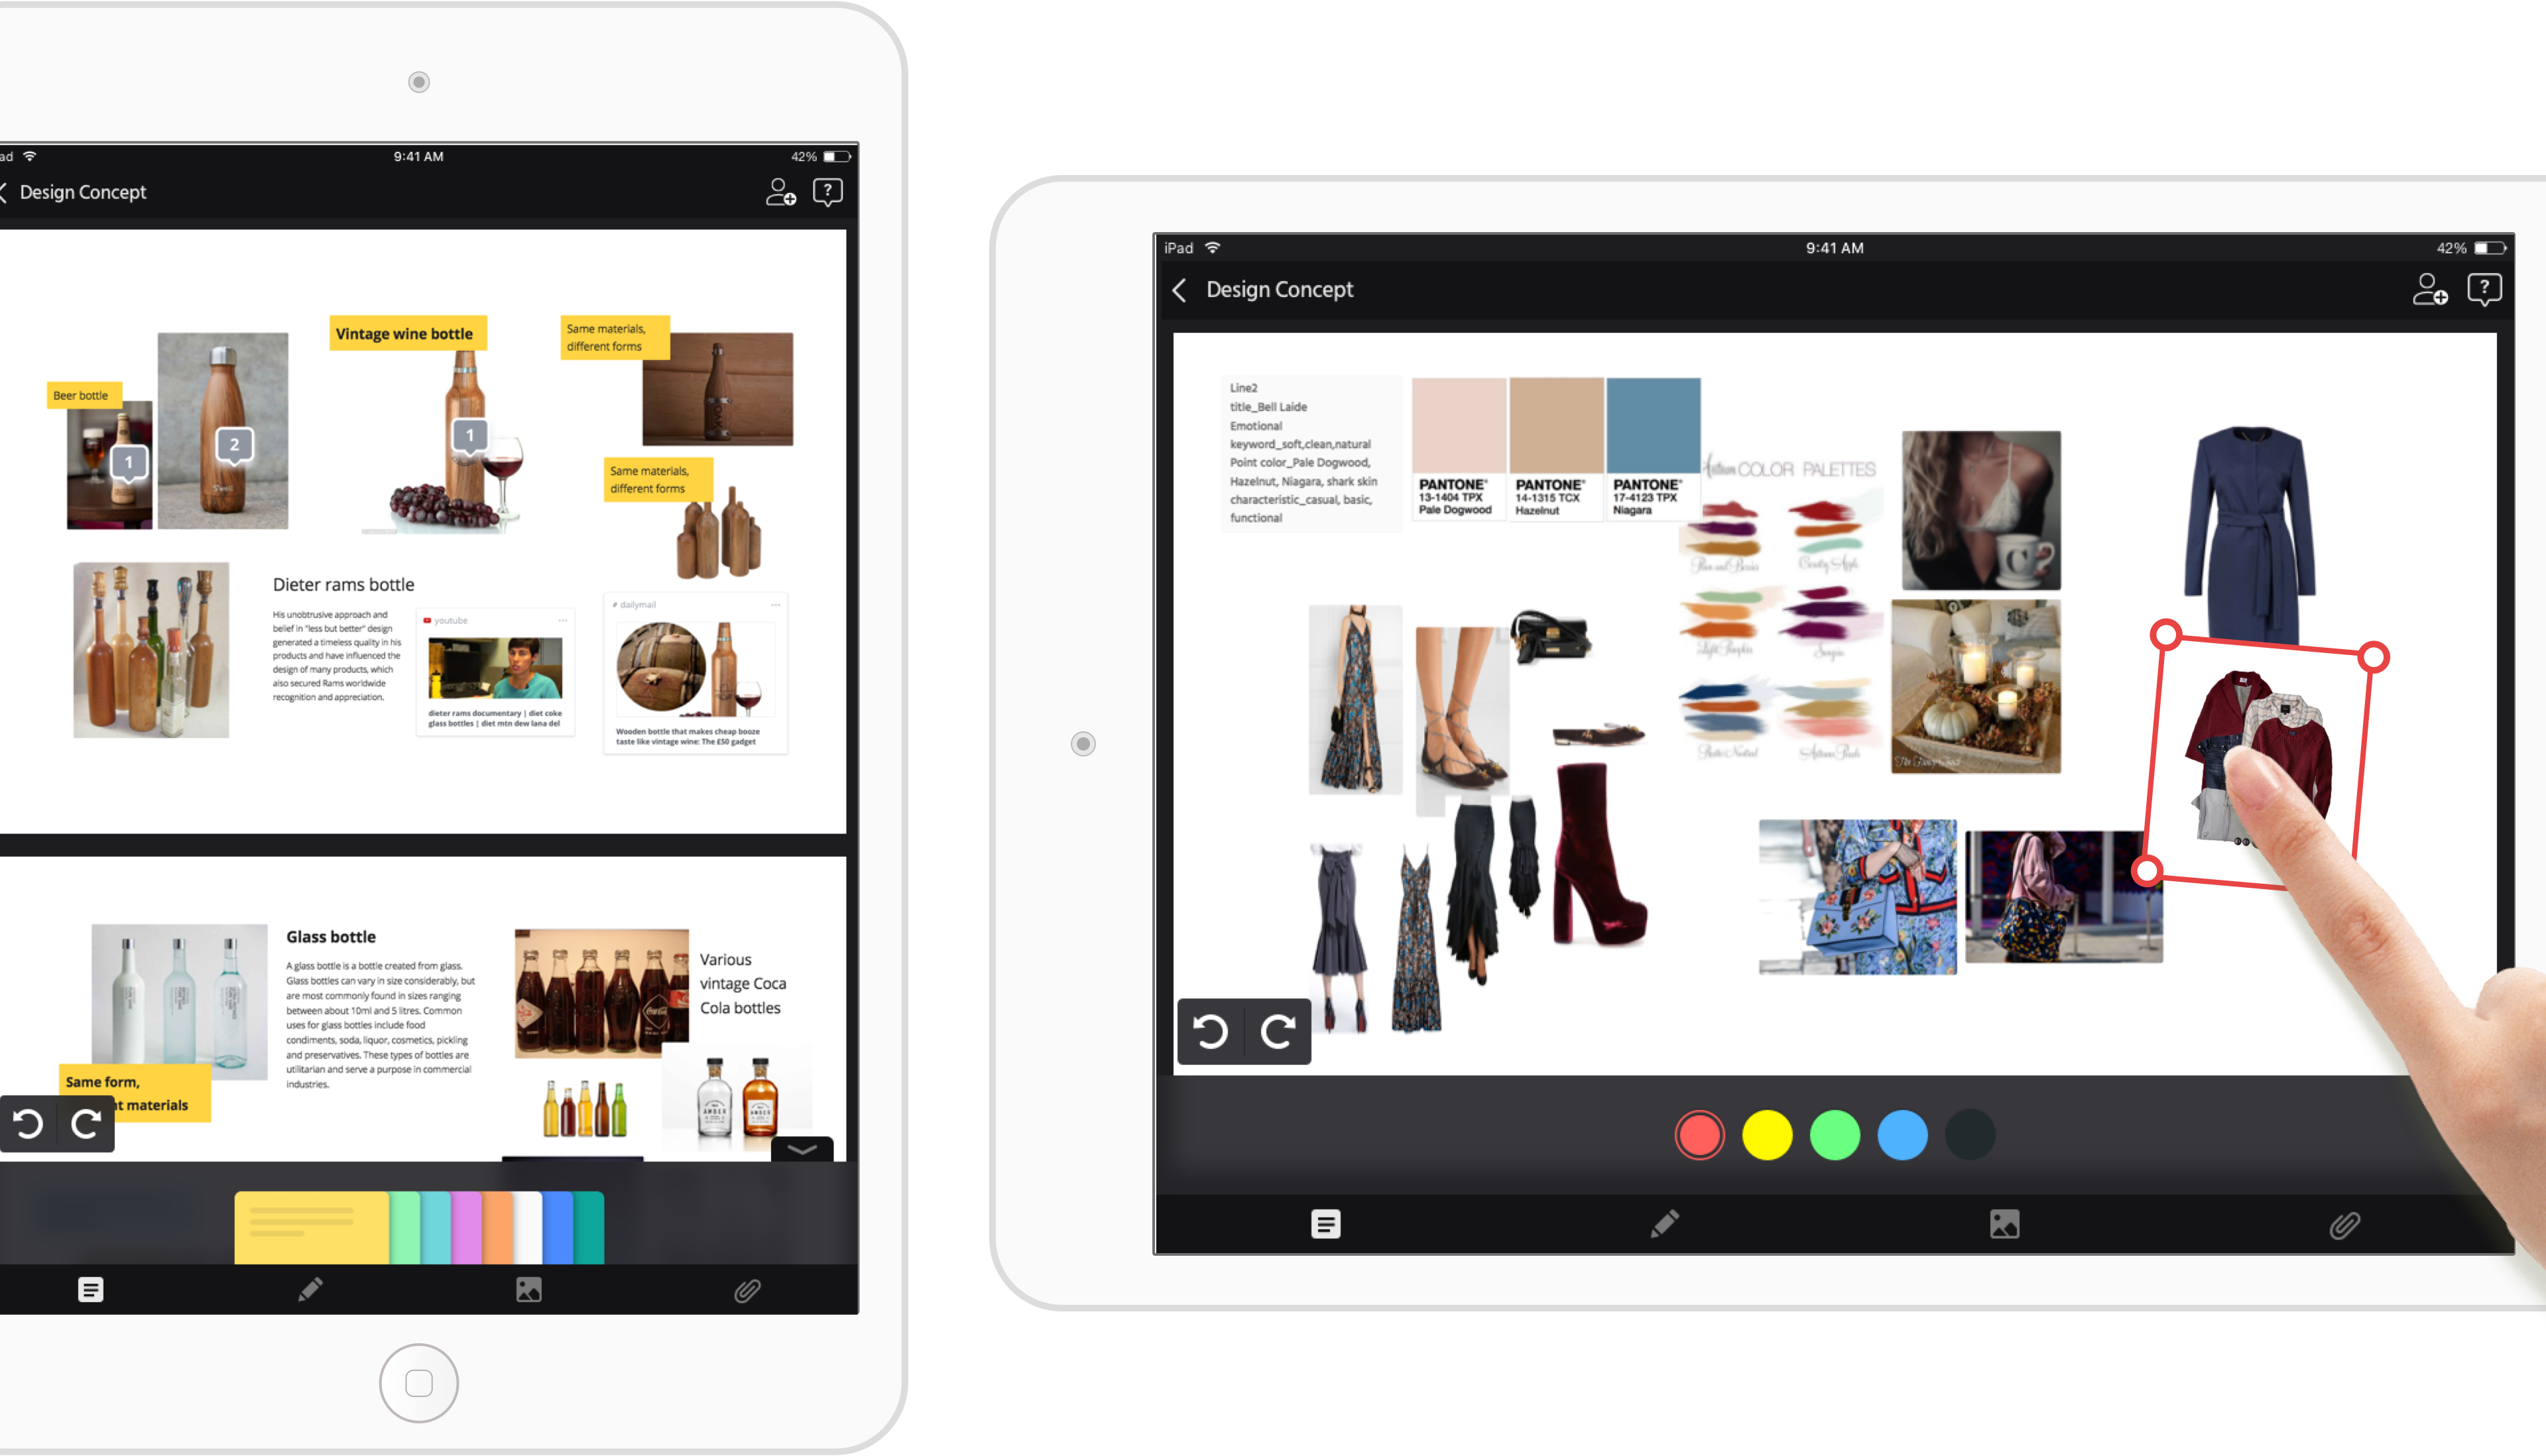 ad
9:41 AM
42%
Design Concept
?
Beer bottle
1
2
S'well
Vintage wine bottle
1
Same materials,
different forms
Same materials,
different forms
Dieter rams bottle
His unobtrusive approach and
belief in "less but better" design
generated a timeless quality in his
products and have influenced the
design of many products, which
also secured Rams worldwide
recognition and appreciation.
youtube
dieter rams documentary | diet coke
glass bottles | diet mtn dew lana del
# dailymail
Wooden bottle that makes cheap booze
taste like vintage wine: The £50 gadget
Glass bottle
A glass bottle is a bottle created from glass.
Glass bottles can vary in size considerably, but
are most commonly found in sizes ranging
between about 10ml and 5 litres. Common
uses for glass bottles include food
condiments, soda, liquor, cosmetics, pickling
and preservatives. These types of bottles are
utilitarian and serve a purpose in commercial
industries.
Same form,
t materials
Various
vintage Coca
Cola bottles
AMBER
AMBER
iPad
9:41 AM
42%
Design Concept
?
Line2
title_Bell Laide
Emotional
keyword_soft,clean,natural
Point color_Pale Dogwood,
Hazelnut, Niagara, shark skin
characteristic_casual, basic,
functional
PANTONE®
13-1404 TPX
Pale Dogwood
PANTONE®
14-1315 TCX
Hazelnut
PANTONE®
17-4123 TPX
Niagara
Autumn COLOR PALETTES